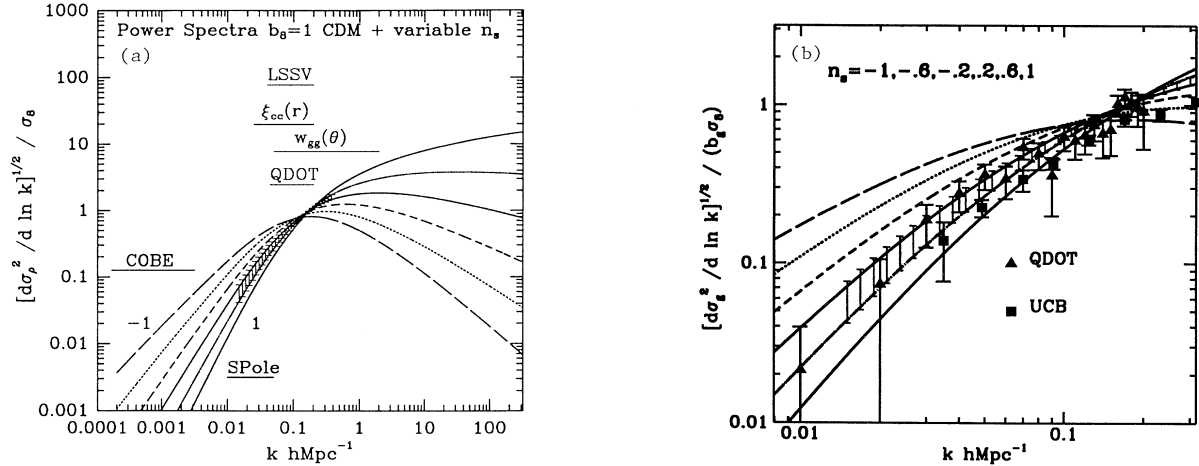 Power Spectra b₈=1 CDM + variable nₛ
(a)
LSSV
ξcc(r)
wgg(θ)
QDOT
COBE
-1
1
SPole
1000
100
10
1
0.1
0.01
0.001
0.0001
0.001
0.01
0.1
1
10
100
k hMpc⁻¹
[dσρ² /d ln k]^1/2 / σ₈
(b)
nₛ=-1,-.6,-.2,.2,.6,1
QDOT
UCB
1
0.1
0.01
0.01
0.1
k hMpc⁻¹
[dσg² /d ln k]^1/2 / (bgσ₈)